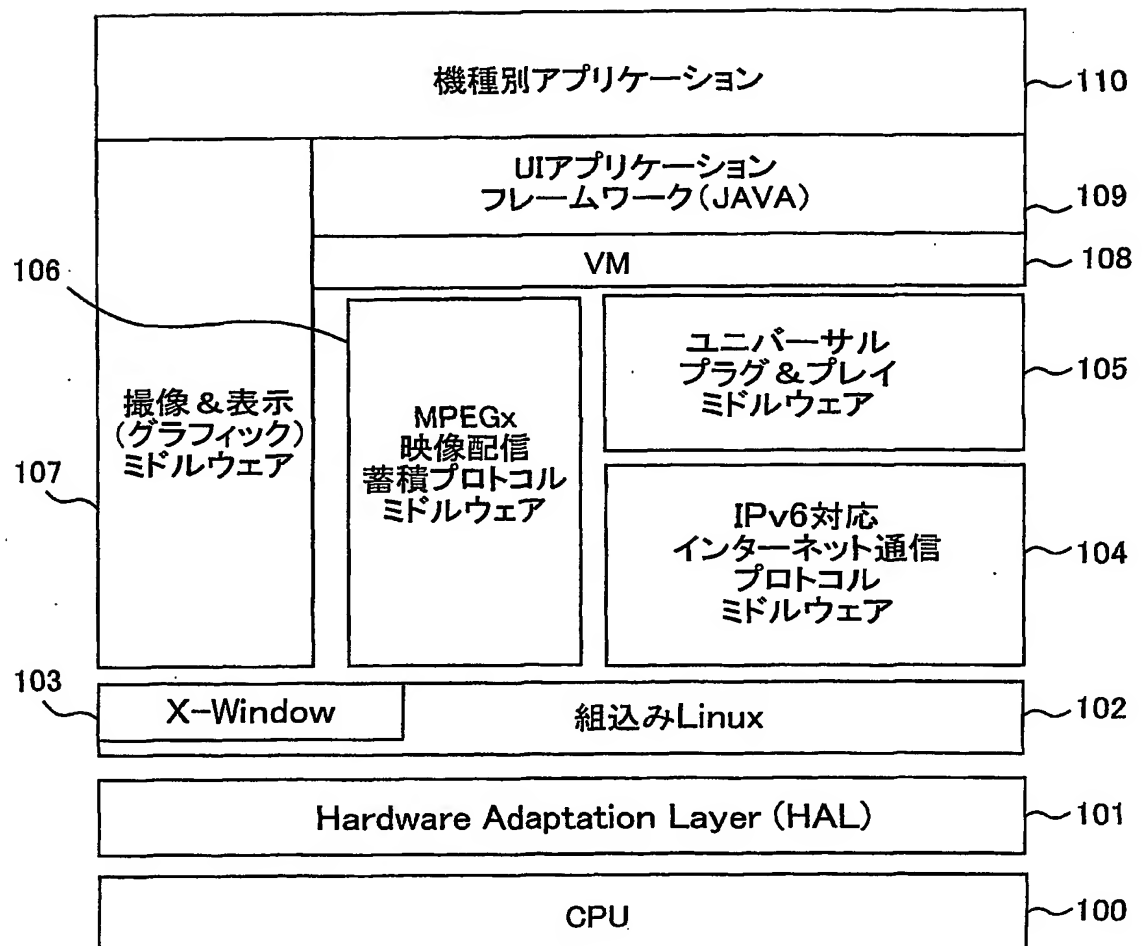 機種別アプリケーション
110
UIアプリケーション
フレームワーク(JAVA)
109
VM
108
106
ユニバーサル
プラグ&プレイ
ミドルウェア
105
撮像&表示
(グラフィック)
ミドルウェア
107
MPEGx
映像配信
蓄積プロトコル
ミドルウェア
IPv6対応
インターネット通信
プロトコル
ミドルウェア
104
103
X-Window
組込みLinux
102
Hardware Adaptation Layer (HAL)
101
CPU
100